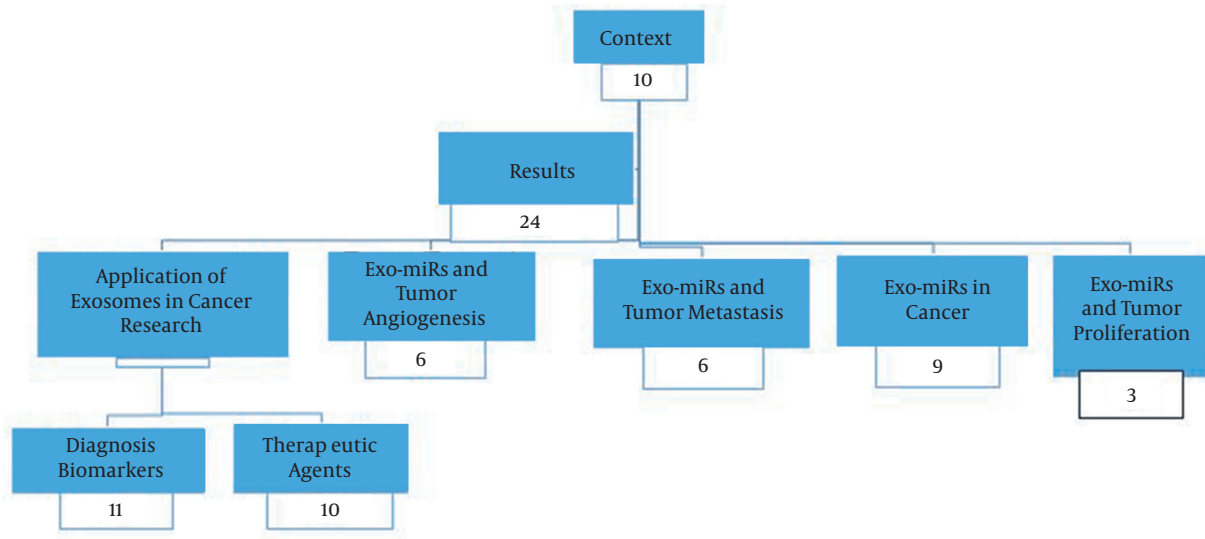 Context
10
Results
24
Application of
Exosomes in Cancer
Research
Exo-miRs and
Tumor
Angiogenesis
6
Exo-miRs and
Tumor Metastasis
6
Exo-miRs in
Cancer
9
Exo-miRs
and Tumor
Proliferation
3
Diagnosis
Biomarkers
11
Therap eutic
Agents
10